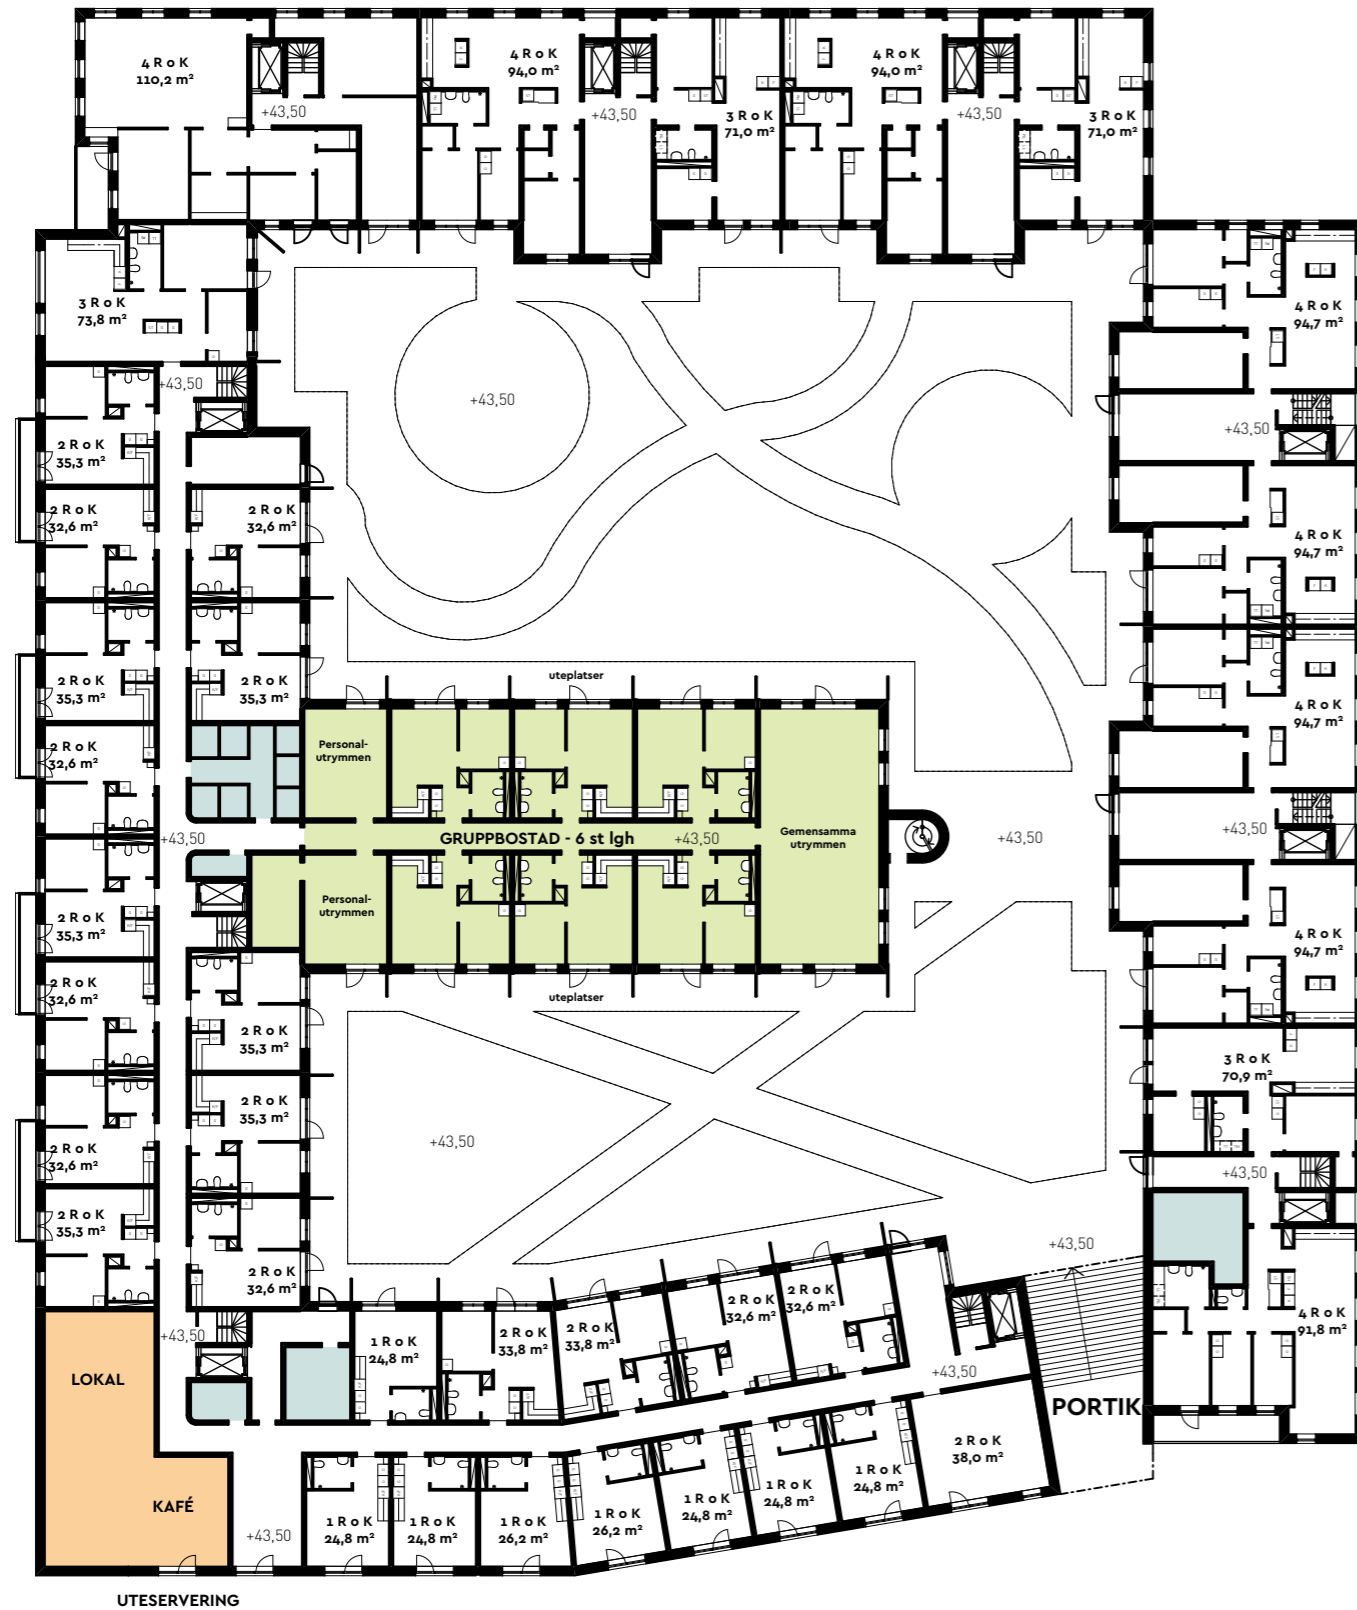 4 R o K
110,2 m²
+43,50
4 R o K
94,0 m²
+43,50
3 R o K
71,0 m²
4 R o K
94,0 m²
+43,50
3 R o K
71,0 m²
3 R o K
73,8 m²
+43,50
4 R o K
94,7 m²
+43,50
+43,50
2 R o K
35,3 m²
2 R o K
32,6 m²
2 R o K
32,6 m²
4 R o K
94,7 m²
2 R o K
35,3 m²
2 R o K
35,3 m²
uteplatser
4 R o K
94,7 m²
2 R o K
32,6 m²
Personal-
utrymmen
+43,50
GRUPPBOSTAD - 6 st lgh
+43,50
Gemensamma
utrymmen
+43,50
+43,50
2 R o K
35,3 m²
Personal-
utrymmen
4 R o K
94,7 m²
2 R o K
32,6 m²
uteplatser
2 R o K
35,3 m²
3 R o K
70,9 m²
2 R o K
35,3 m²
2 R o K
32,6 m²
+43,50
+43,50
2 R o K
35,3 m²
+43,50
2 R o K
32,6 m²
2 R o K
32,6 m²
2 R o K
32,6 m²
4 R o K
91,8 m²
+43,50
1 R o K
24,8 m²
2 R o K
33,8 m²
2 R o K
33,8 m²
LOKAL
+43,50
PORTIK
2 R o K
38,0 m²
1 R o K
24,8 m²
1 R o K
24,8 m²
1 R o K
24,8 m²
KAFÉ
+43,50
1 R o K
24,8 m²
1 R o K
24,8 m²
1 R o K
26,2 m²
1 R o K
26,2 m²
UTESERVERING